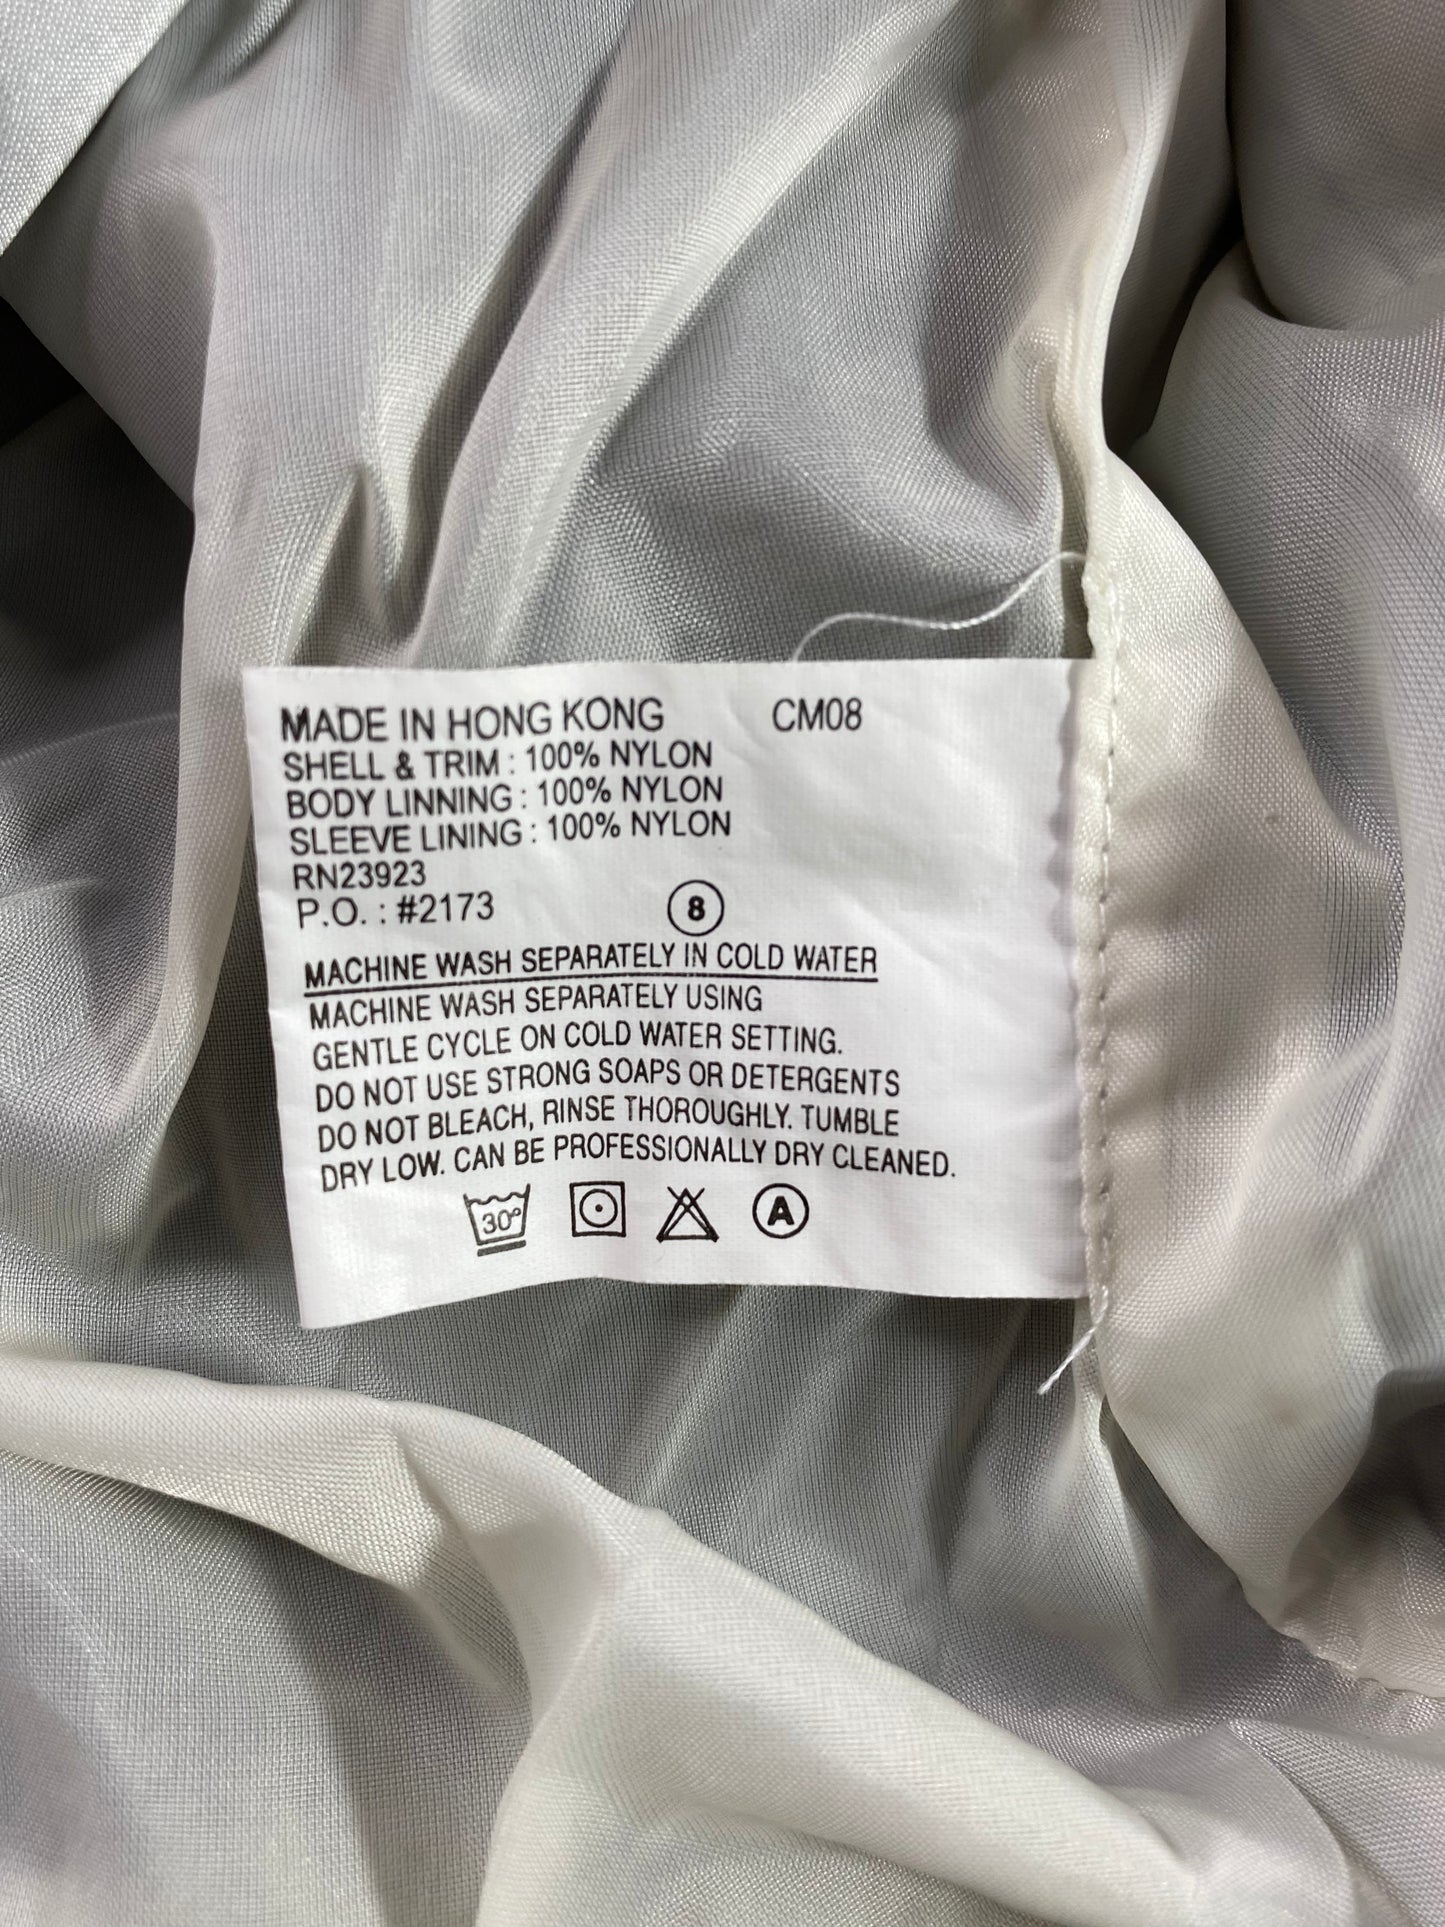 MADE IN HONG KONG CM08
SHELL & TRIM : 100% NYLON
BODY LINNING : 100% NYLON
SLEEVE LINING : 100% NYLON
RN23923
P.O. : #2173 8
MACHINE WASH SEPARATELY IN COLD WATER
MACHINE WASH SEPARATELY USING
GENTLE CYCLE ON COLD WATER SETTING.
DO NOT USE STRONG SOAPS OR DETERGENTS
DO NOT BLEACH, RINSE THOROUGHLY. TUMBLE
DRY LOW. CAN BE PROFESSIONALLY DRY CLEANED.
30° A